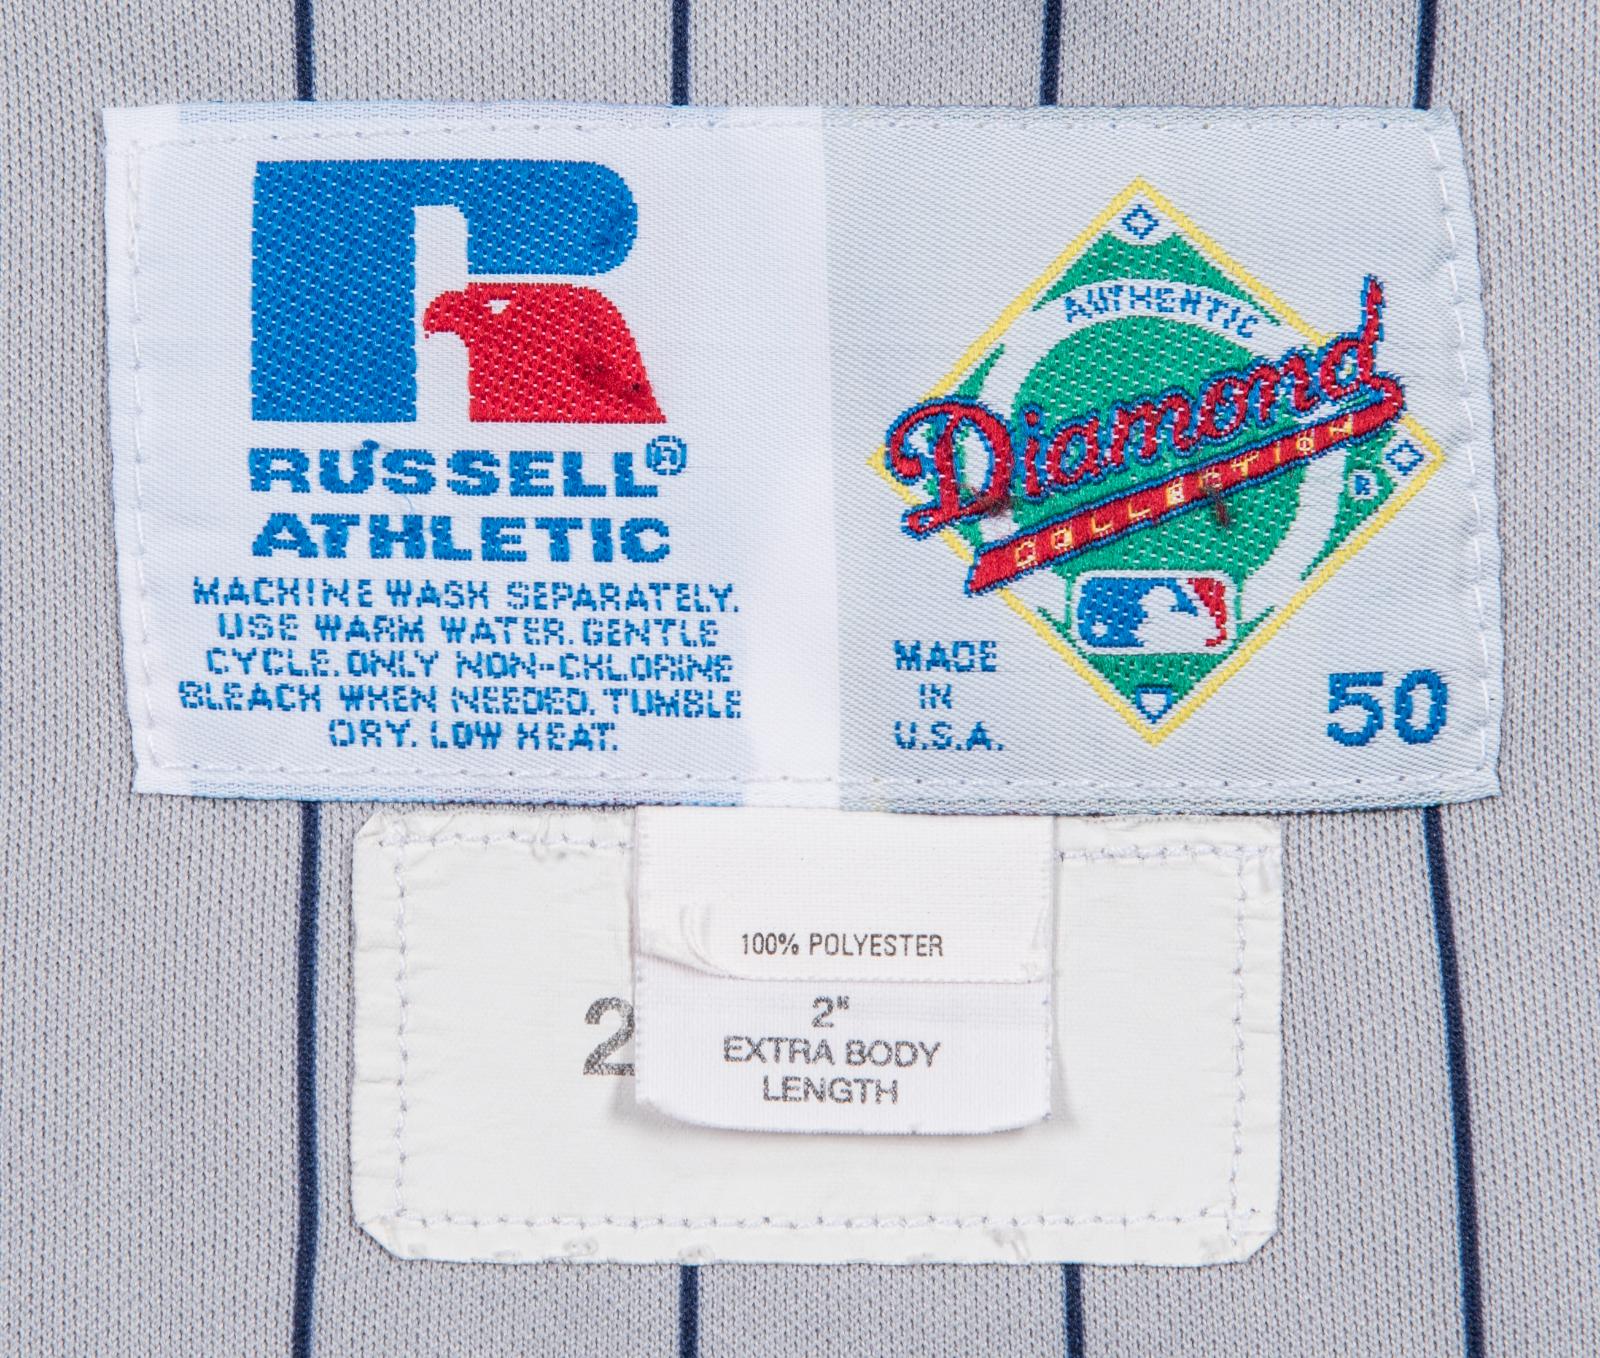 RUSSELL®
ATHLETIC
MACHINE WASH SEPARATELY.
USE WARM WATER. GENTLE
CYCLE. ONLY NON-CHLORINE
BLEACH WHEN NEEDED. TUMBLE
DRY. LOW HEAT.
AUTHENTIC
Diamond
COLLECTION
R
MADE
IN
U.S.A.
50
100% POLYESTER
2"
EXTRA BODY
LENGTH
2